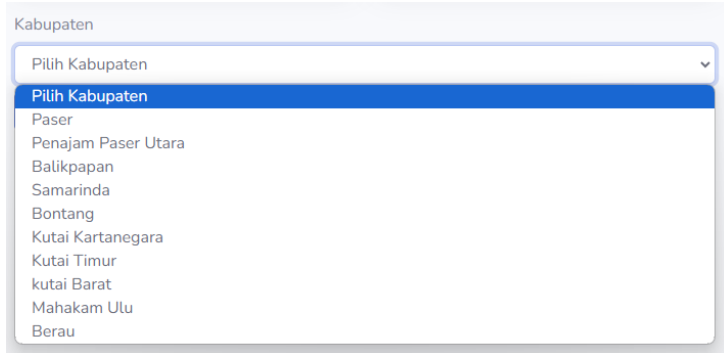 Kabupaten
Pilih Kabupaten
Pilih Kabupaten
Paser
Penajam Paser Utara
Balikpapan
Samarinda
Bontang
Kutai Kartanegara
Kutai Timur
kutai Barat
Mahakam Ulu
Berau